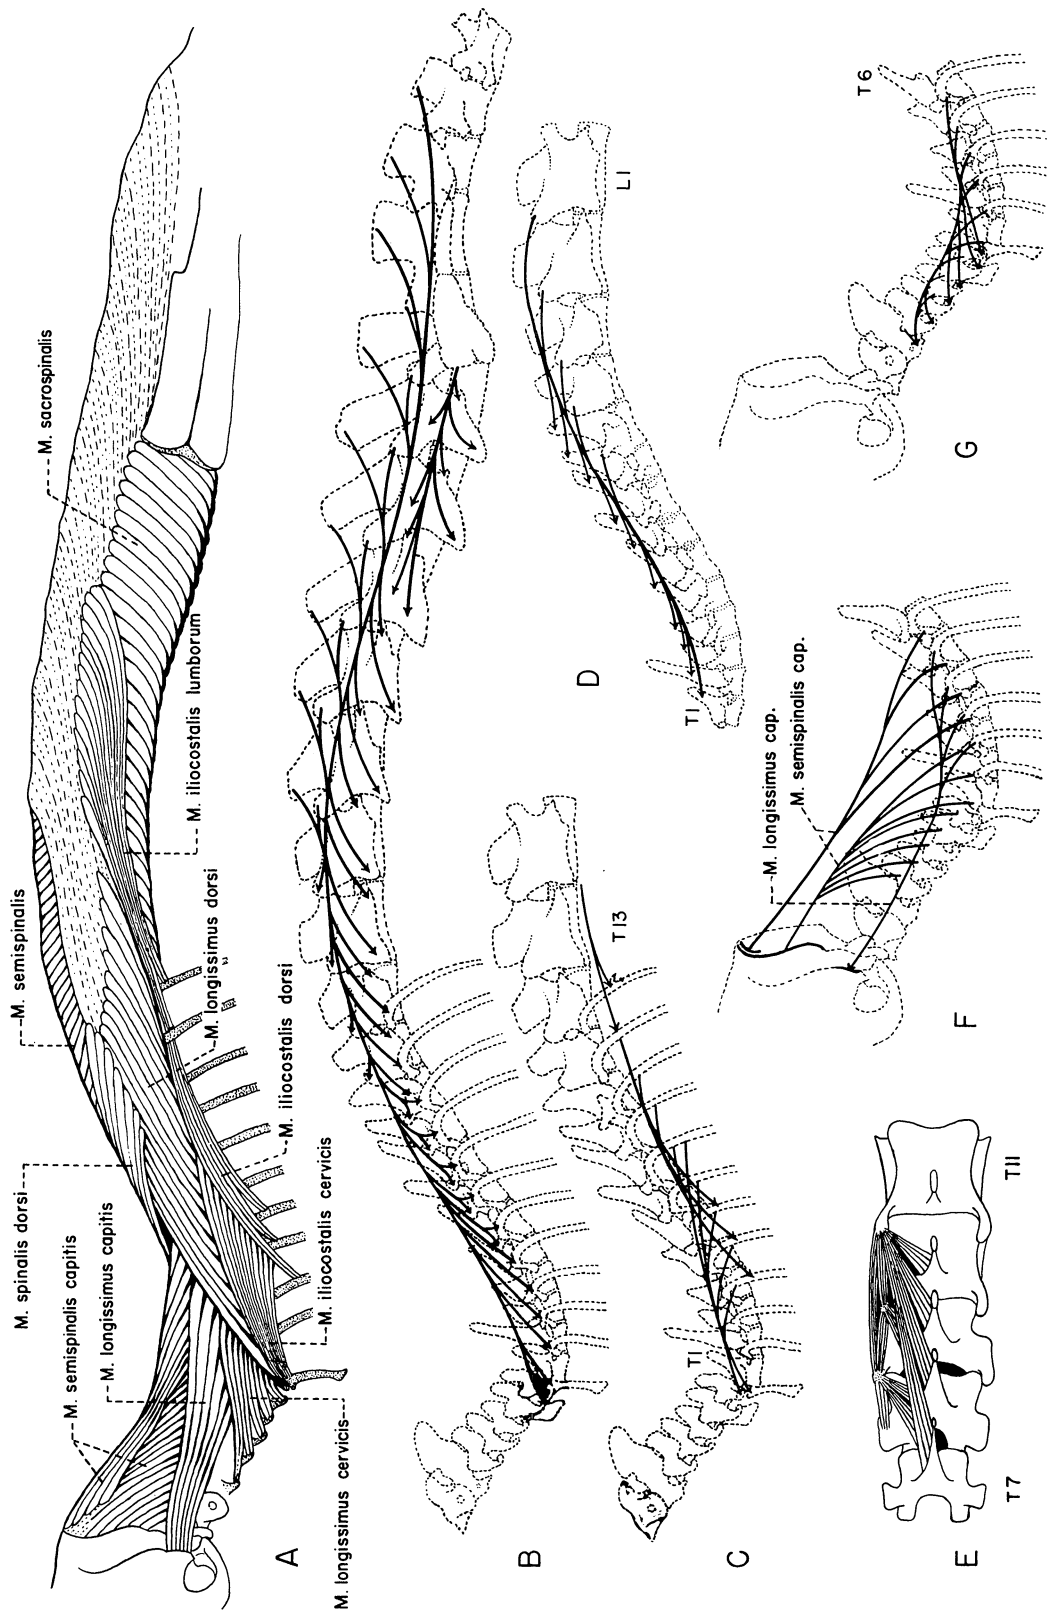 M. sacrospinalis
M. semispinalis
M. iliocostalis lumborum
M. spinalis dorsi
M. longissimus dorsi
M. semispinalis capitis
M. iliocostalis dorsi
M. longissimus capitis
M. iliocostalis cervicis
M. longissimus cervicis
A
B
T13
T1
C
L1
T1
D
T7
T11
E
M. longissimus cap.
M. semispinalis cap.
F
T6
G